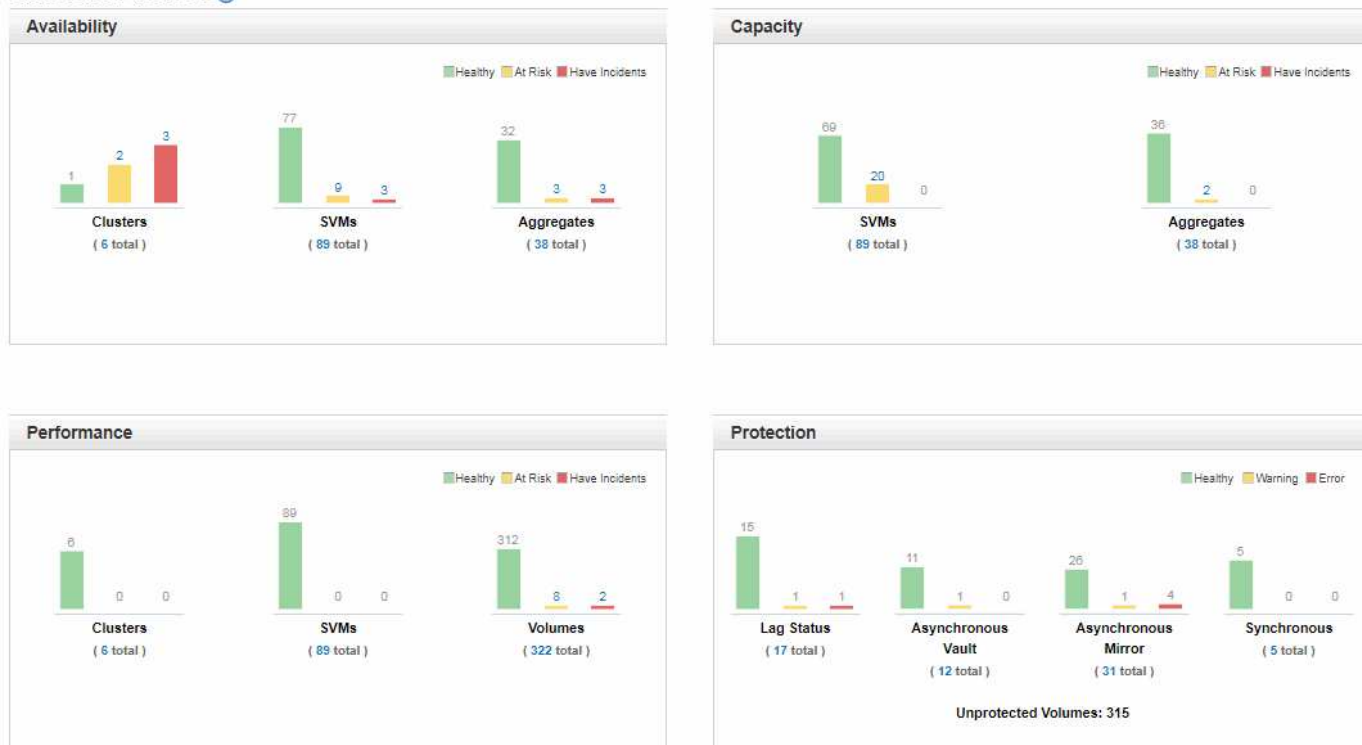 Availability
Healthy At Risk Have Incidents
1 2 3
77 9 3
32 3 3
Clusters
( 6 total )
SVMs
( 89 total )
Aggregates
( 38 total )
Capacity
Healthy At Risk Have Incidents
69 20 0
36 2 0
SVMs
( 89 total )
Aggregates
( 38 total )
Performance
Healthy At Risk Have Incidents
6 0 0
89 0 0
312 8 2
Clusters
( 6 total )
SVMs
( 89 total )
Volumes
( 322 total )
Protection
Healthy Warning Error
15 1 1
11 1 0
26 1 4
5 0 0
Lag Status
( 17 total )
Asynchronous
Vault
( 12 total )
Asynchronous
Mirror
( 31 total )
Synchronous
( 5 total )
Unprotected Volumes: 315